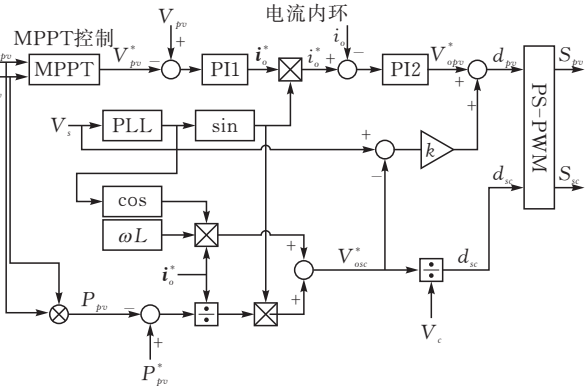 电流内环
V_pv
MPPT控制
pv
MPPT
V*_pv
−
+
PI1
i*_o
i*_o
+
i_o
−
PI2
V*_opv
+
+
d_pv
S_pv
PS-PWM
V_s
PLL
sin
+
−
k
cos
ωL
d_sc
S_sc
i*_o
+
+
V*_osc
÷
d_sc
V_c
P_pv
−
+
÷
P*_pv